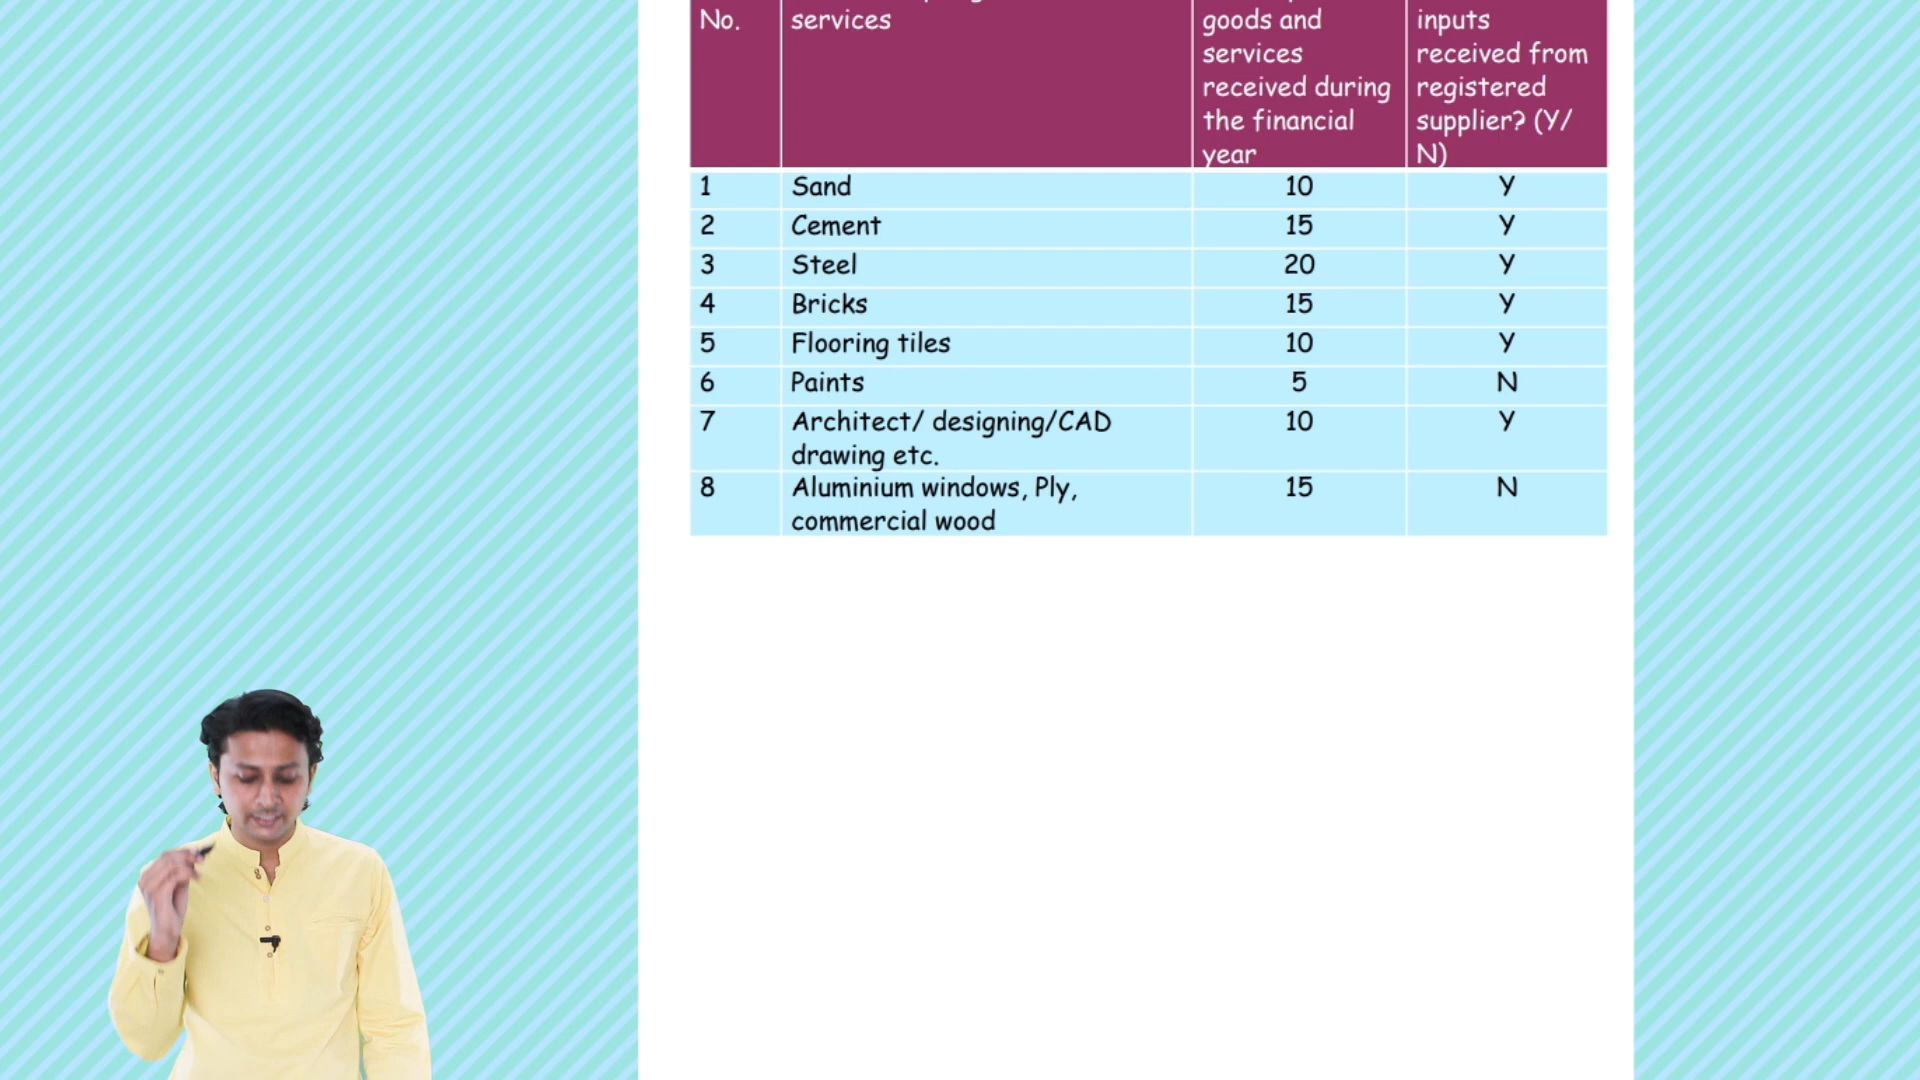 No.
services
goods and
services
received during
the financial
year
inputs
received from
registered
supplier? (Y/
N)
1 Sand 10 Y
2 Cement 15 Y
3 Steel 20 Y
4 Bricks 15 Y
5 Flooring tiles 10 Y
6 Paints 5 N
7 Architect/ designing/CAD 10 Y
drawing etc.
8 Aluminium windows, Ply, 15 N
commercial wood